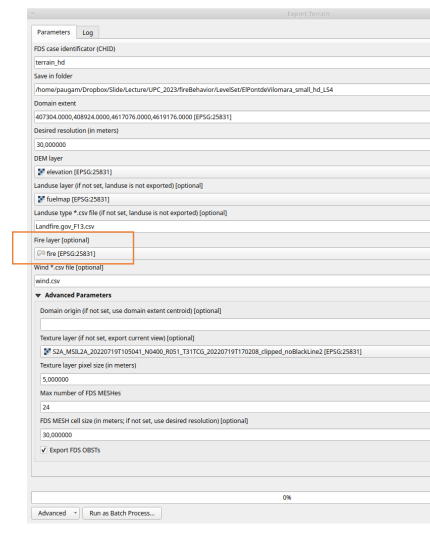 Export Terrain
Parameters Log
FDS case identificator (CHID)
terrain_hd
Save in folder
/home/paugam/Dropbox/Slide/Lecture/UPC_2023/fireBehavior/LevelSet/ElPontdeVilomara_small_hd_LS4
Domain extent
407304.0000,408924.0000,4617076.0000,4619176.0000 [EPSG:25831]
Desired resolution (in meters)
30,000000
DEM layer
elevation [EPSG:25831]
Landuse layer (if not set, landuse is not exported) [optional]
fuelmap [EPSG:25831]
Landuse type *.csv file (if not set, landuse is not exported) [optional]
Landfire.gov_F13.csv
Fire layer [optional]
fire [EPSG:25831]
Wind *.csv file [optional]
wind.csv
Advanced Parameters
Domain origin (if not set, use domain extent centroid) [optional]
Texture layer (if not set, export current view) [optional]
S2A_MSIL2A_20220719T105041_N0400_R051_T31TCG_20220719T170208_clipped_noBlackLine2 [EPSG:25831]
Texture layer pixel size (in meters)
5,000000
Max number of FDS MESHes
24
FDS MESH cell size (in meters; if not set, use desired resolution) [optional]
30,000000
Export FDS OBSTs
0%
Advanced Run as Batch Process...